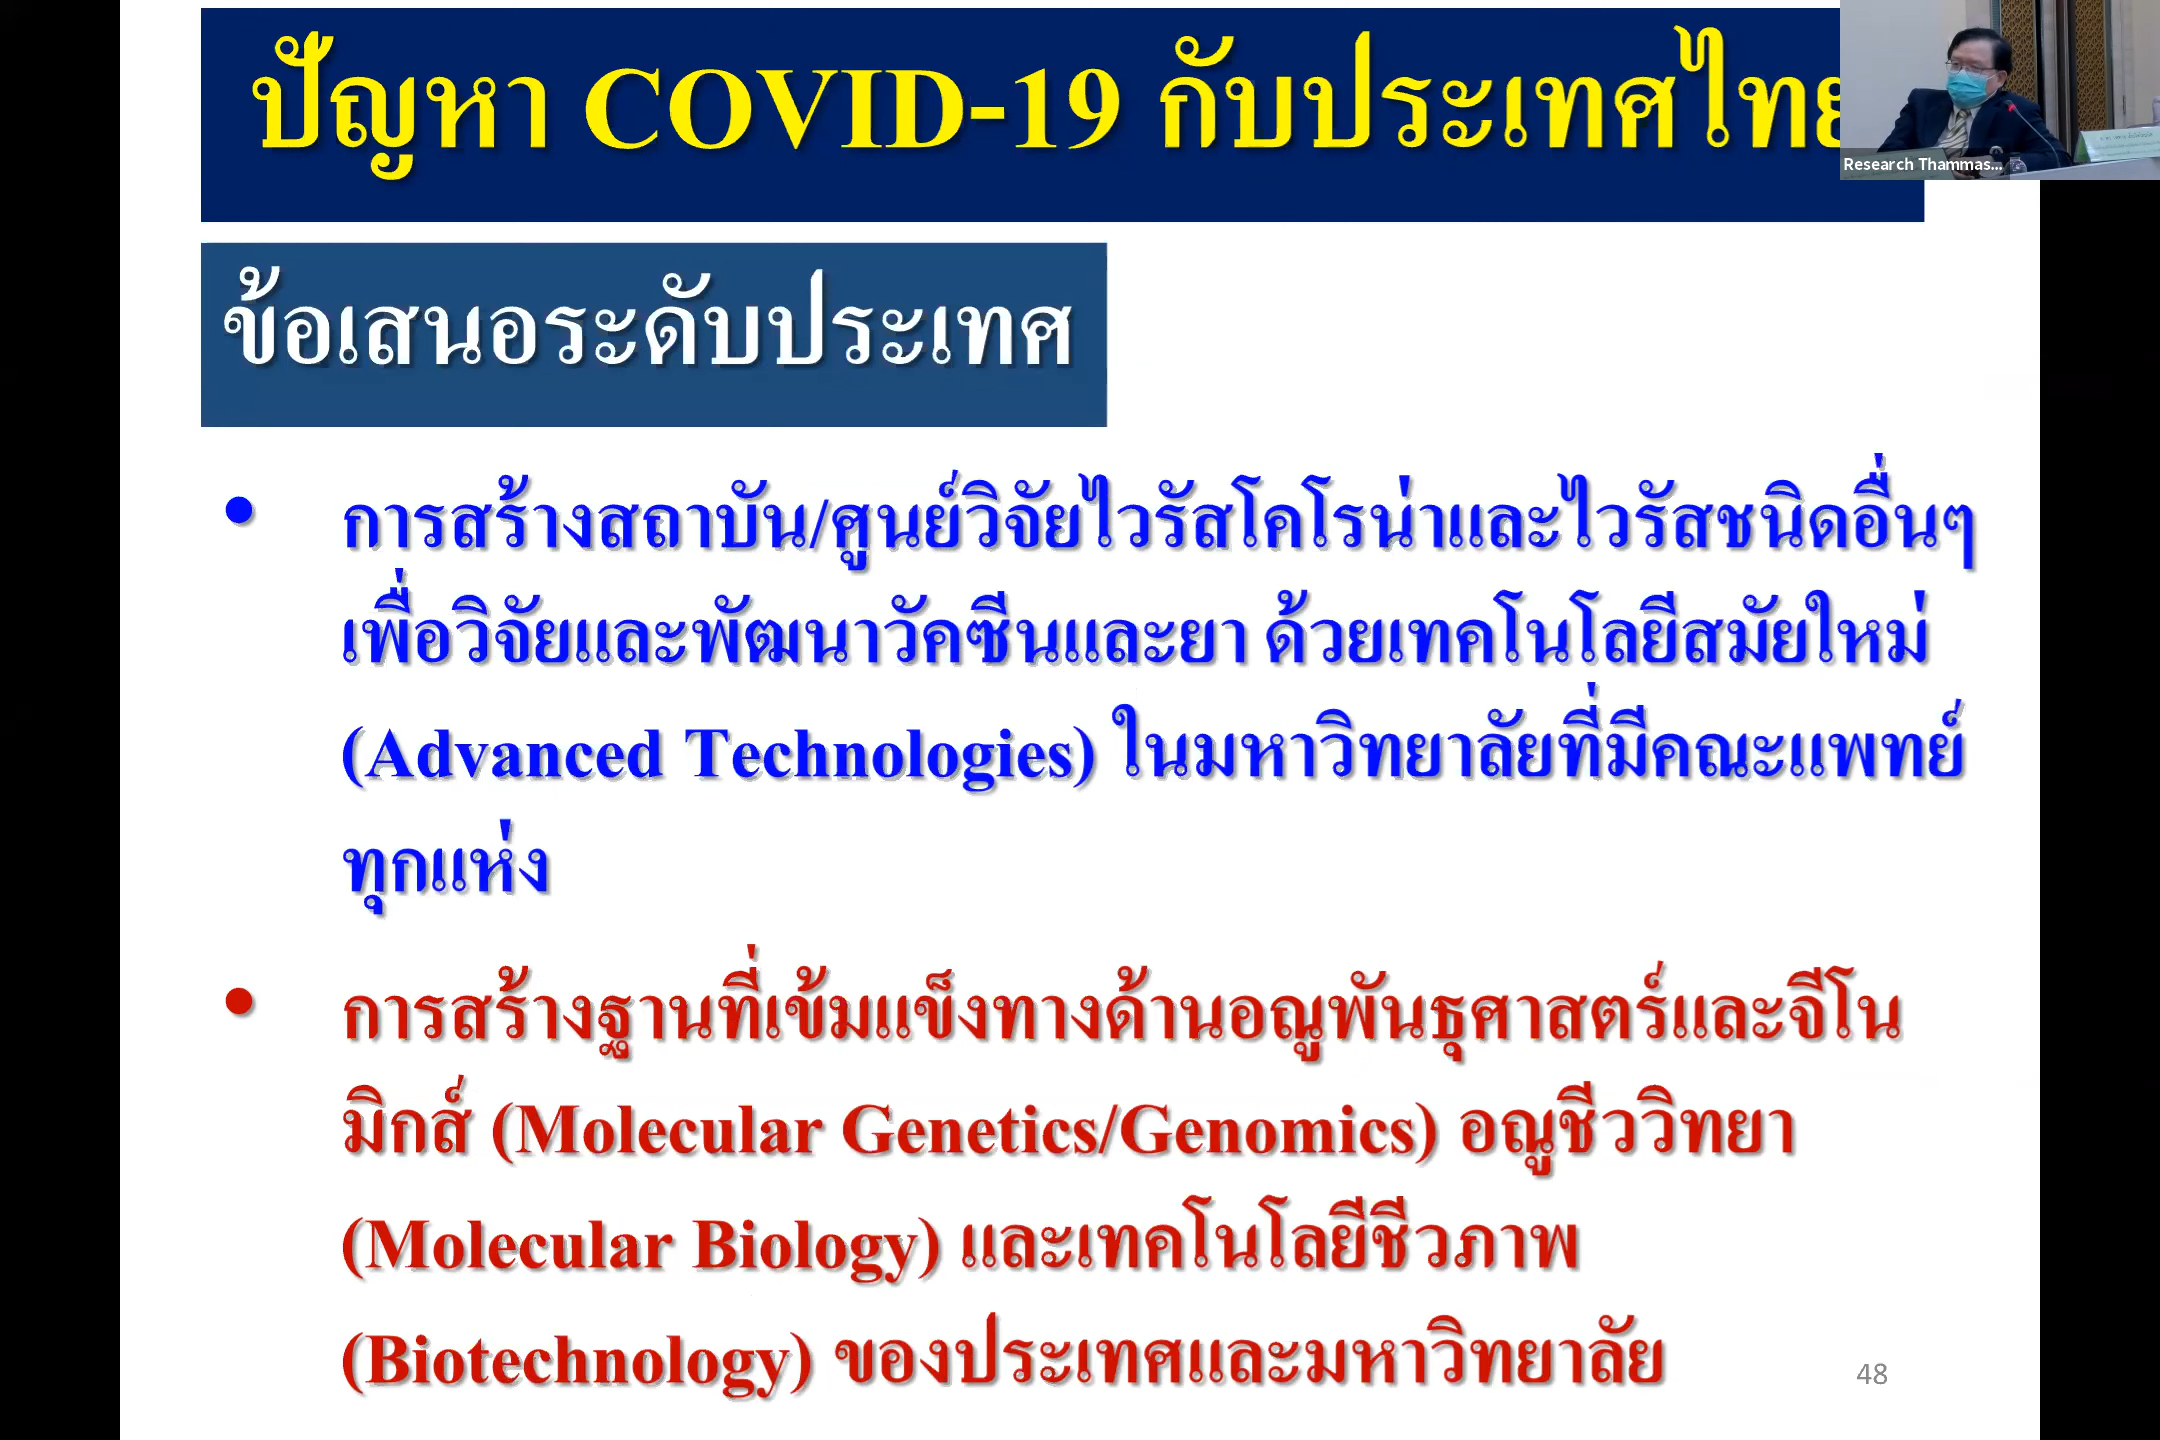 ปัญหา COVID-19 กับประเทศไทย
Research Thammas...
ข้อเสนอระดับประเทศ
• การสร้างสถาบัน/ศูนย์วิจัยไวรัสโคโรน่าและไวรัสชนิดอื่นๆ
เพื่อวิจัยและพัฒนาวัคซีนและยา ด้วยเทคโนโลยีสมัยใหม่
(Advanced Technologies) ในมหาวิทยาลัยที่มีคณะแพทย์
ทุกแห่ง
• การสร้างฐานที่เข้มแข็งทางด้านอณูพันธุศาสตร์และจีโน
มิกส์ (Molecular Genetics/Genomics) อณูชีววิทยา
(Molecular Biology) และเทคโนโลยีชีวภาพ
(Biotechnology) ของประเทศและมหาวิทยาลัย
48